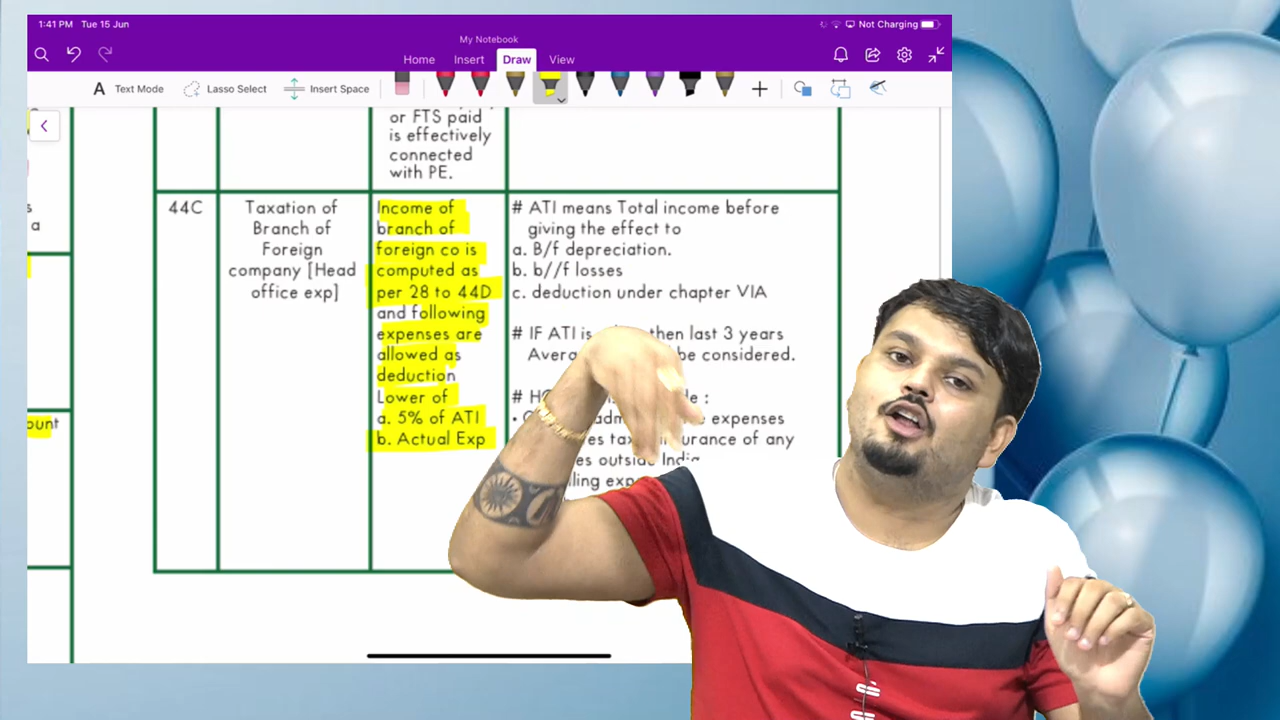 1:41 PM Tue 15 Jun
Not Charging
My Notebook
Home Insert Draw View
Text Mode
Lasso Select
Insert Space
or FTS paid
is effectively
connected
with PE.
s
a
ount
44C
Taxation of
Branch of
Foreign
company [Head
office exp]
Income of
branch of
foreign co is
computed as
per 28 to 44D
and following
expenses are
allowed as
deduction
Lower of
a. 5% of ATI
b. Actual Exp
# ATI means Total income before
giving the effect to
a. B/f depreciation.
b. b//f losses
c. deduction under chapter VIA
# IF ATI is then last 3 years
be considered.
# :
• expenses
insurance of any
outside India